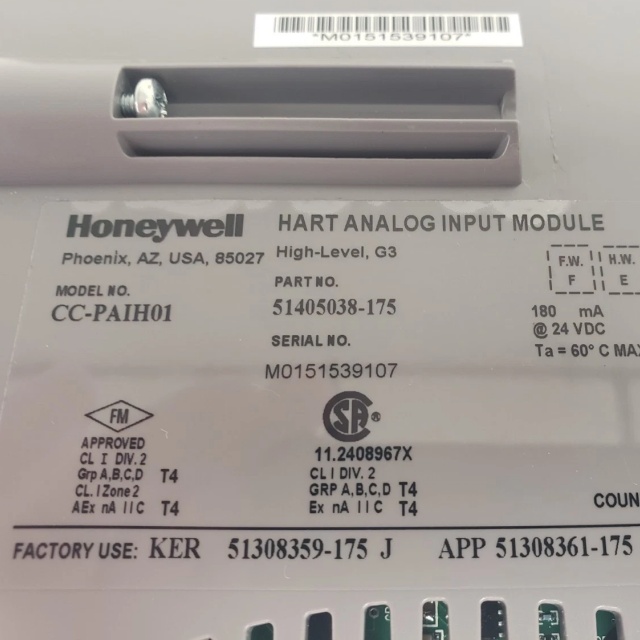 *M0151539107*
Honeywell
Phoenix, AZ, USA, 85027
HART ANALOG INPUT MODULE
High-Level, G3
MODEL NO.
CC-PAIH01
PART NO.
51405038-175
SERIAL NO.
M0151539107
F.W.
F
H.W.
E
180 mA
@ 24 VDC
Ta = 60° C MAX
FM
APPROVED
CL I DIV. 2
Grp A,B,C,D T4
CL. I Zone 2
AEx nA IIC T4
SA ®
11.2408967X
CL I DIV. 2
GRP A, B, C, D T4
Ex nA IIC T4
COUN
FACTORY USE: KER 51308359-175 J APP 51308361-175